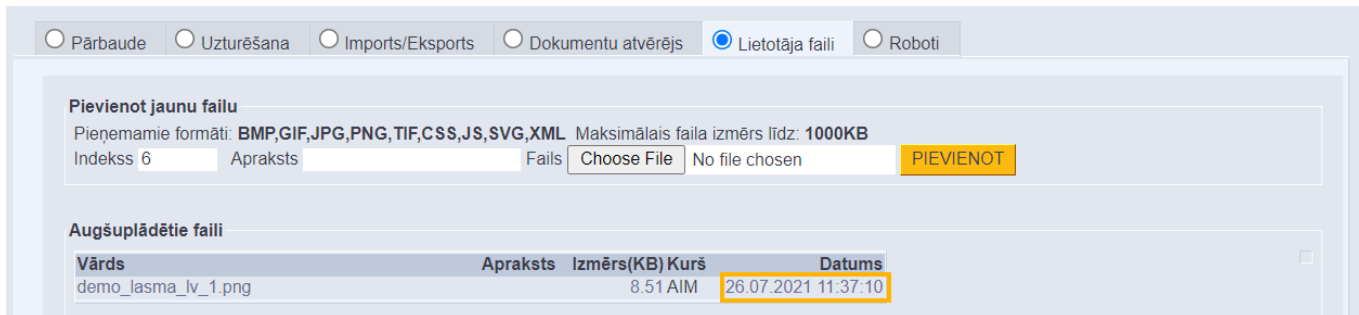 Pārbaude Uzturēšana Imports/Eksports Dokumentu atvērējs Lietotāja faili Roboti
Pievienot jaunu failu
Pieņemamie formāti: BMP,GIF,JPG,PNG,TIF,CSS,JS,SVG,XML Maksimālais faila izmērs līdz: 1000KB
Indekss 6 Apraksts Fails Choose File No file chosen PIEVIENOT
Augšuplādētie faili
Vārds Apraksts Izmērs(KB) Kurš Datums
demo_lasma_lv_1.png 8.51 AIM 26.07.2021 11:37:10